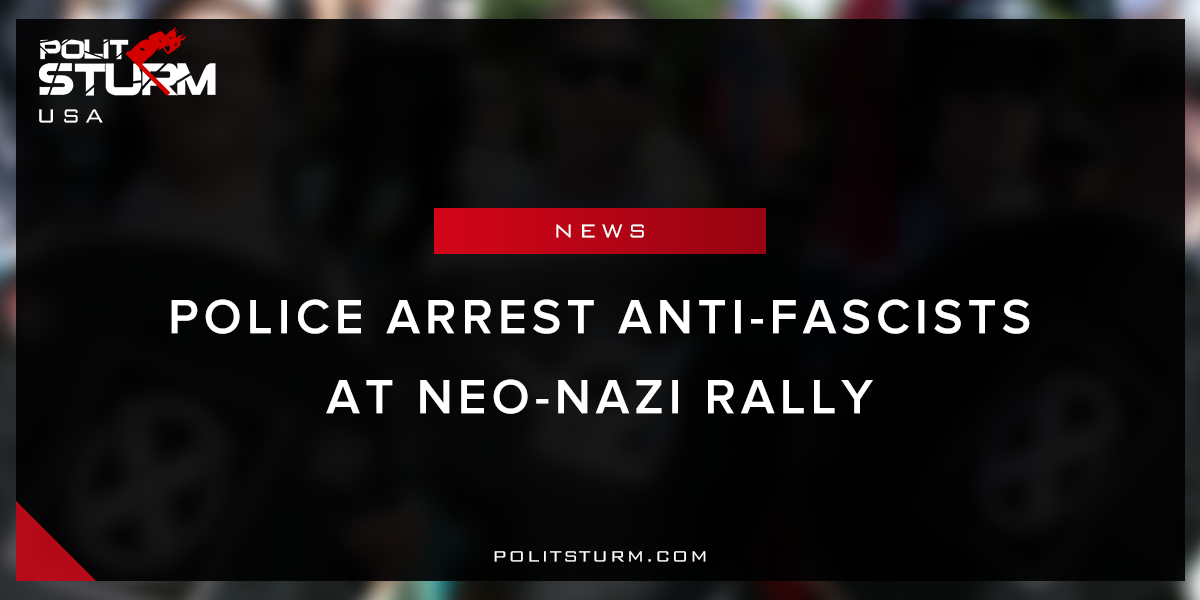 POLIT
STURM
USA
NEWS
POLICE ARREST ANTI-FASCISTS
AT NEO-NAZI RALLY
POLITSTURM.COM